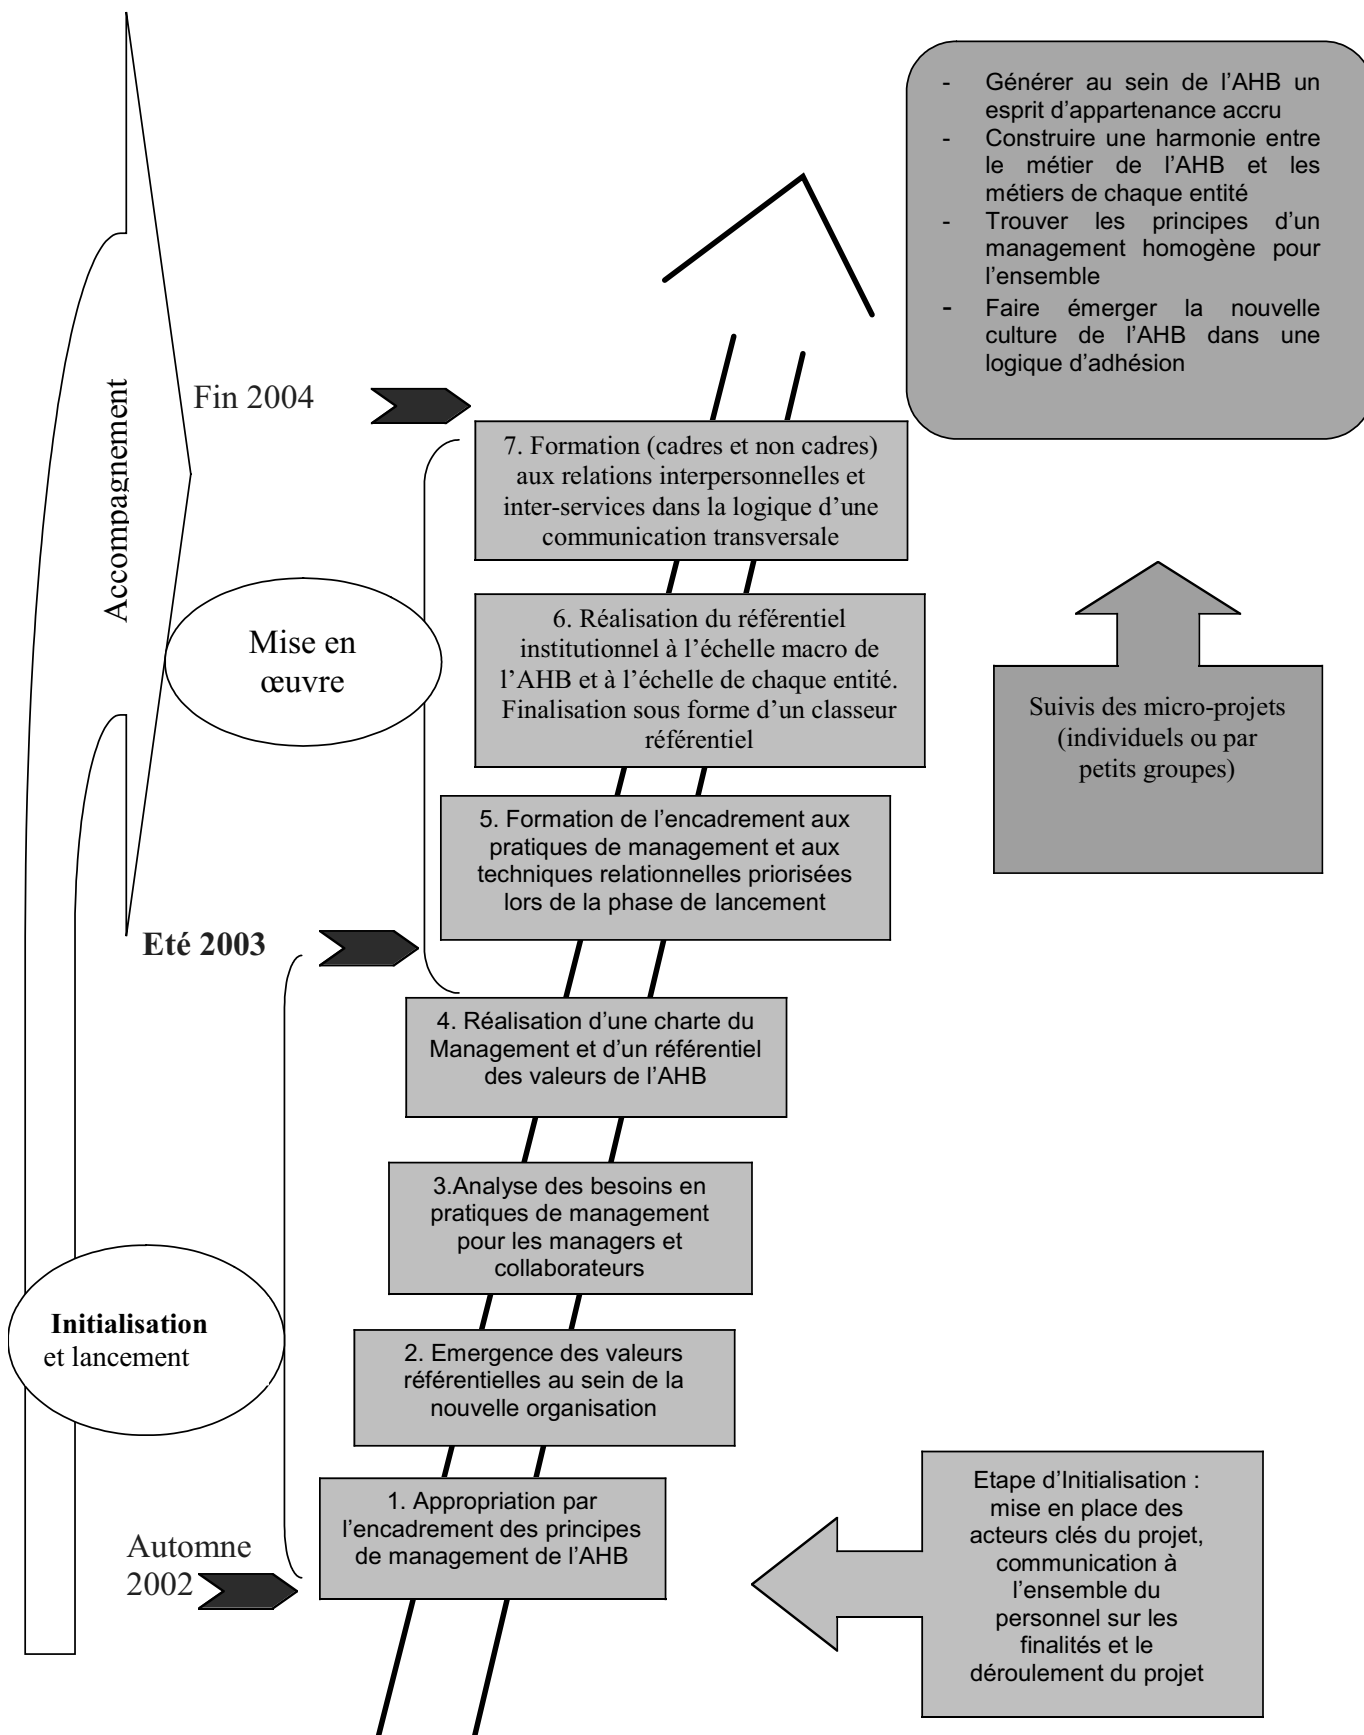 - Générer au sein de l’AHB un
esprit d’appartenance accru
- Construire une harmonie entre
le métier de l’AHB et les
métiers de chaque entité
- Trouver les principes d’un
management homogène pour
l’ensemble
- Faire émerger la nouvelle
culture de l’AHB dans une
logique d’adhésion
Accompagnement
Fin 2004
7. Formation (cadres et non cadres)
aux relations interpersonnelles et
inter-services dans la logique d’une
communication transversale
Mise en
œuvre
6. Réalisation du référentiel
institutionnel à l’échelle macro de
l’AHB et à l’échelle de chaque entité.
Finalisation sous forme d’un classeur
référentiel
Suivis des micro-projets
(individuels ou par
petits groupes)
5. Formation de l’encadrement aux
pratiques de management et aux
techniques relationnelles priorisées
lors de la phase de lancement
Eté 2003
4. Réalisation d’une charte du
Management et d’un référentiel
des valeurs de l’AHB
3.Analyse des besoins en
pratiques de management
pour les managers et
collaborateurs
Initialisation
et lancement
2. Emergence des valeurs
référentielles au sein de la
nouvelle organisation
1. Appropriation par
l’encadrement des principes
de management de l’AHB
Automne
2002
Etape d’Initialisation :
mise en place des
acteurs clés du projet,
communication à
l’ensemble du
personnel sur les
finalités et le
déroulement du projet